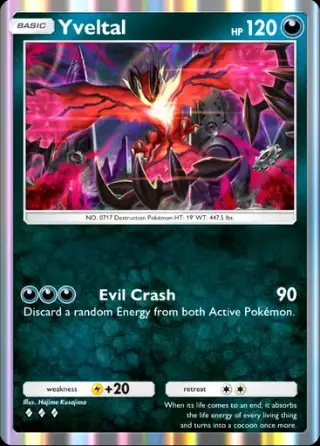 BASIC
Yveltal
HP 120
NO. 0717 Destruction Pokémon HT: 19' WT: 447.5 lbs
Evil Crash 90
Discard a random Energy from both Active Pokémon.
weakness +20
retreat
Illus. Hajime Kusajima
When its life comes to an end, it absorbs
the life energy of every living thing
and turns into a cocoon once more.